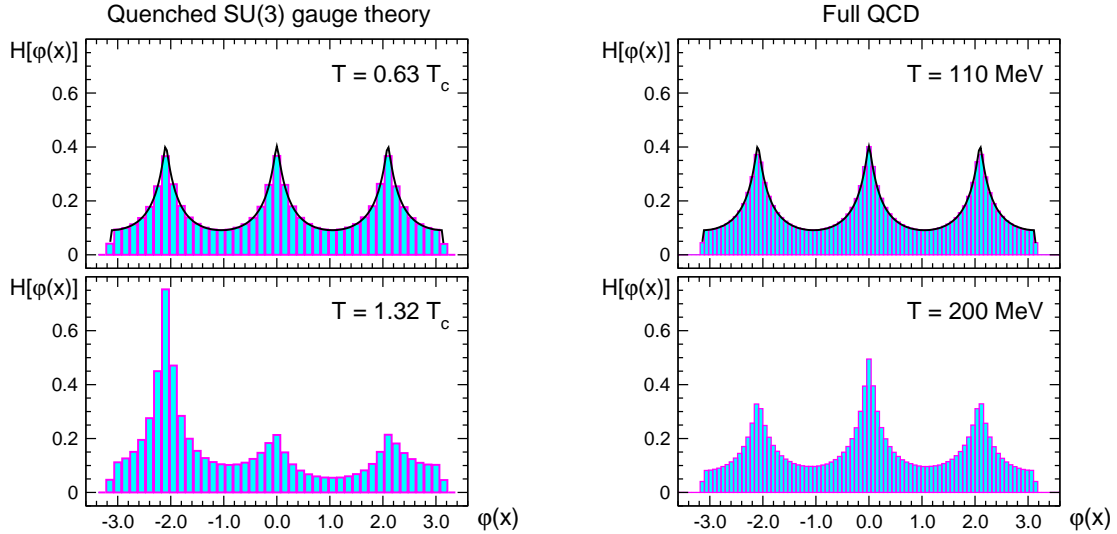 Quenched SU(3) gauge theory
H[φ(x)]
T = 0.63 T_c
0.6
0.4
0.2
0
H[φ(x)]
T = 1.32 T_c
0.6
0.4
0.2
0
-3.0 -2.0 -1.0 0.0 1.0 2.0 3.0 φ(x)
Full QCD
H[φ(x)]
T = 110 MeV
0.6
0.4
0.2
0
H[φ(x)]
T = 200 MeV
0.6
0.4
0.2
0
-3.0 -2.0 -1.0 0.0 1.0 2.0 3.0 φ(x)